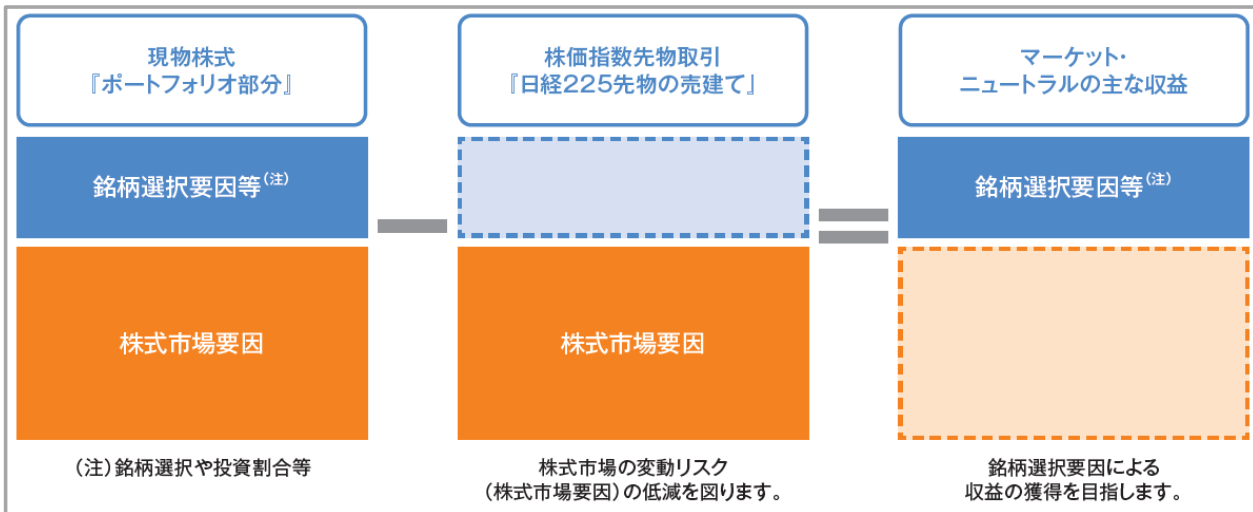 現物株式
『ポートフォリオ部分』
株価指数先物取引
『日経225先物の売建て」
マーケット・
ニュートラルの主な収益
銘柄選択要因等(注)
銘柄選択要因等(注)
株式市場要因
株式市場要因
(注)銘柄選択や投資割合等
株式市場の変動リスク
(株式市場要因)の低減を図ります。
銘柄選択要因による
収益の獲得を目指します。